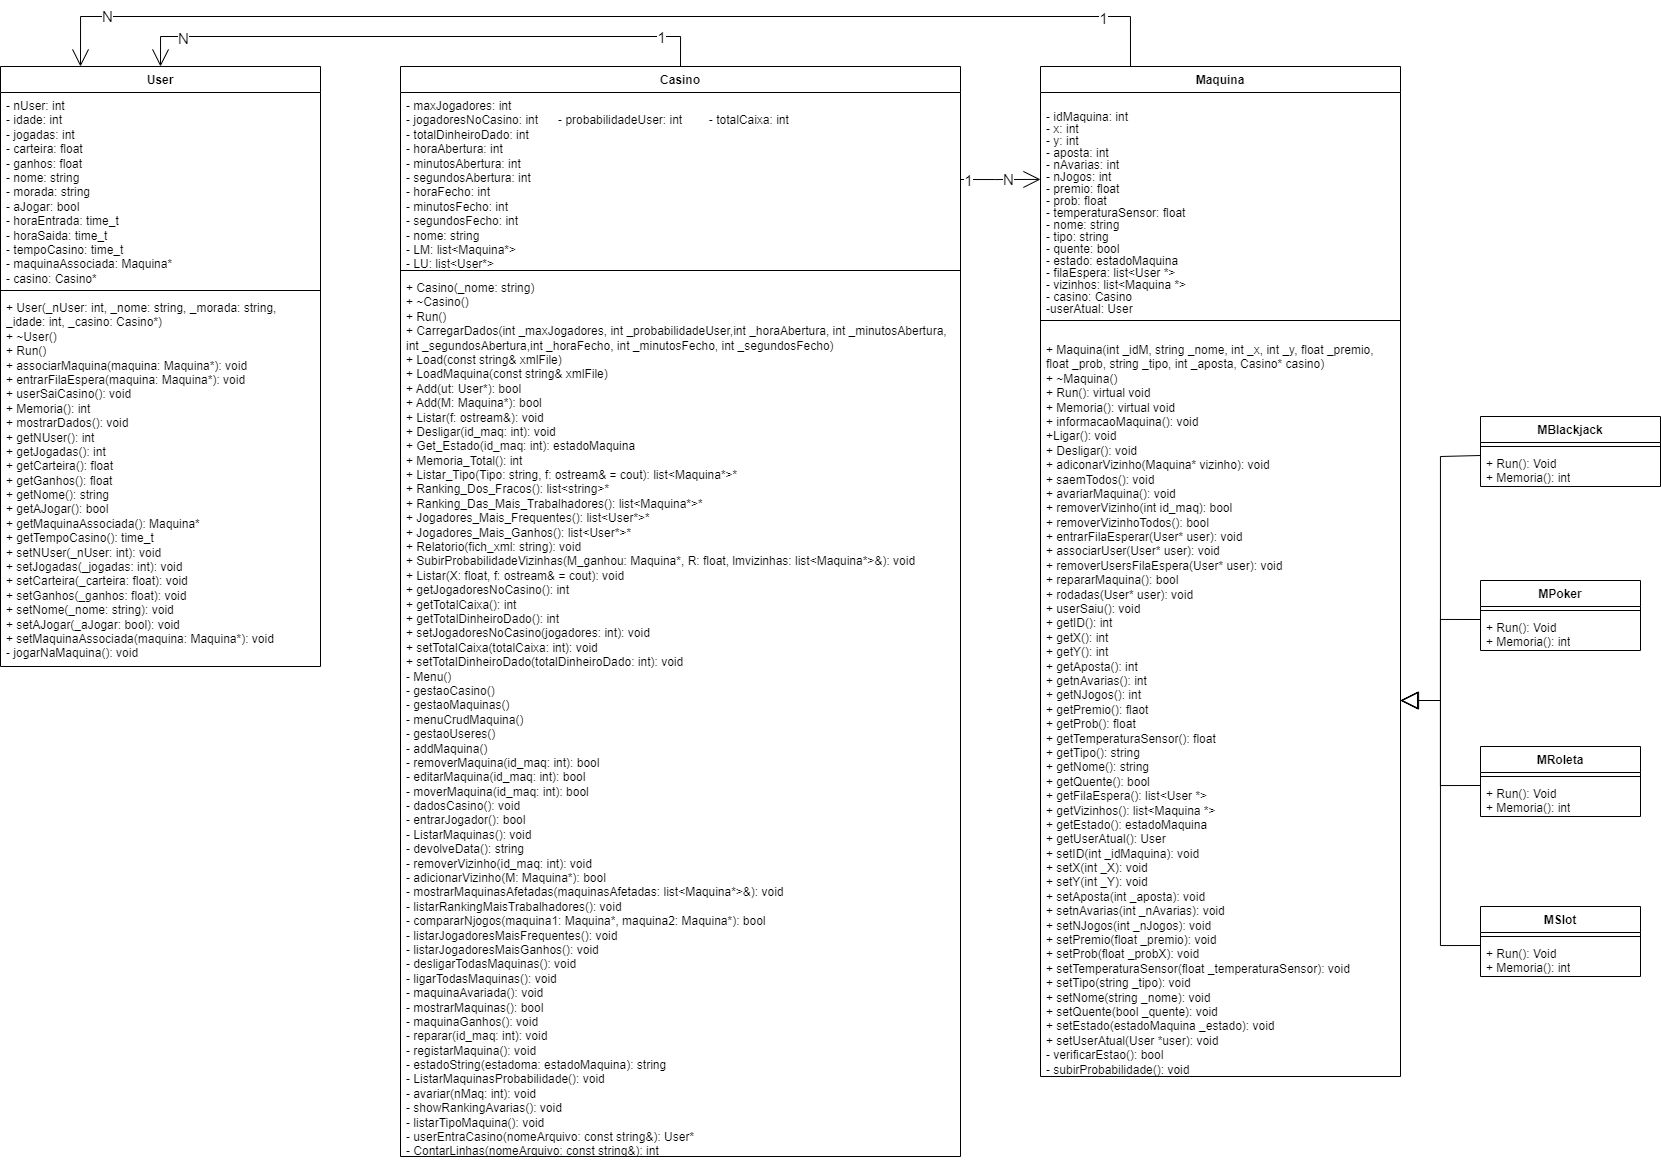 N
1
N
1
User
- nUser: int
- idade: int
- jogadas: int
- carteira: float
- ganhos: float
- nome: string
- morada: string
- aJogar: bool
- horaEntrada: time_t
- horaSaida: time_t
- tempoCasino: time_t
- maquinaAssociada: Maquina*
- casino: Casino*
+ User(_nUser: int, _nome: string, _morada: string,
_idade: int, _casino: Casino*)
+ ~User()
+ Run()
+ associarMaquina(maquina: Maquina*): void
+ entrarFilaEspera(maquina: Maquina*): void
+ userSaiCasino(): void
+ Memoria(): int
+ mostrarDados(): void
+ getNUser(): int
+ getJogadas(): int
+ getCarteira(): float
+ getGanhos(): float
+ getNome(): string
+ getAJogar(): bool
+ getMaquinaAssociada(): Maquina*
+ getTempoCasino(): time_t
+ setNUser(_nUser: int): void
+ setJogadas(_jogadas: int): void
+ setCarteira(_carteira: float): void
+ setGanhos(_ganhos: float): void
+ setNome(_nome: string): void
+ setAJogar(_aJogar: bool): void
+ setMaquinaAssociada(maquina: Maquina*): void
- jogarNaMaquina(): void
Casino
- maxJogadores: int
- jogadoresNoCasino: int - probabilidadeUser: int - totalCaixa: int
- totalDinheiroDado: int
- horaAbertura: int
- minutosAbertura: int
- segundosAbertura: int
- horaFecho: int
- minutosFecho: int
- segundosFecho: int
- nome: string
- LM: list<Maquina*>
- LU: list<User*>
+ Casino(_nome: string)
+ ~Casino()
+ Run()
+ CarregarDados(int _maxJogadores, int _probabilidadeUser,int _horaAbertura, int _minutosAbertura,
int _segundosAbertura,int _horaFecho, int _minutosFecho, int _segundosFecho)
+ Load(const string& xmlFile)
+ LoadMaquina(const string& xmlFile)
+ Add(ut: User*): bool
+ Add(M: Maquina*): bool
+ Listar(f: ostream&): void
+ Desligar(id_maq: int): void
+ Get_Estado(id_maq: int): estadoMaquina
+ Memoria_Total(): int
+ Listar_Tipo(Tipo: string, f: ostream& = cout): list<Maquina*>*
+ Ranking_Dos_Fracos(): list<string>*
+ Ranking_Das_Mais_Trabalhadores(): list<Maquina*>*
+ Jogadores_Mais_Frequentes(): list<User*>*
+ Jogadores_Mais_Ganhos(): list<User*>*
+ Relatorio(fich_xml: string): void
+ SubirProbabilidadeVizinhas(M_ganhou: Maquina*, R: float, lmvizinhas: list<Maquina*>&): void
+ Listar(X: float, f: ostream& = cout): void
+ getJogadoresNoCasino(): int
+ getTotalCaixa(): int
+ getTotalDinheiroDado(): int
+ setJogadoresNoCasino(jogadores: int): void
+ setTotalCaixa(totalCaixa: int): void
+ setTotalDinheiroDado(totalDinheiroDado: int): void
- Menu()
- gestaoCasino()
- gestaoMaquinas()
- menuCrudMaquina()
- gestaoUseres()
- addMaquina()
- removerMaquina(id_maq: int): bool
- editarMaquina(id_maq: int): bool
- moverMaquina(id_maq: int): bool
- dadosCasino(): void
- entrarJogador(): bool
- ListarMaquinas(): void
- devolveData(): string
- removerVizinho(id_maq: int): void
- adicionarVizinho(M: Maquina*): bool
- mostrarMaquinasAfetadas(maquinasAfetadas: list<Maquina*>&): void
- listarRankingMaisTrabalhadores(): void
- compararNjogos(maquina1: Maquina*, maquina2: Maquina*): bool
- listarJogadoresMaisFrequentes(): void
- listarJogadoresMaisGanhos(): void
- desligarTodasMaquinas(): void
- ligarTodasMaquinas(): void
- maquinaAvariada(): void
- mostrarMaquinas(): bool
- maquinaGanhos(): void
- reparar(id_maq: int): void
- registarMaquina(): void
- estadoString(estadoma: estadoMaquina): string
- ListarMaquinasProbabilidade(): void
- avariar(nMaq: int): void
- showRankingAvarias(): void
- listarTipoMaquina(): void
- userEntraCasino(nomeArquivo: const string&): User*
- ContarLinhas(nomeArquivo: const string&): int
1
N
Maquina
- idMaquina: int
- x: int
- y: int
- aposta: int
- nAvarias: int
- nJogos: int
- premio: float
- prob: float
- temperaturaSensor: float
- nome: string
- tipo: string
- quente: bool
- estado: estadoMaquina
- filaEspera: list<User *>
- vizinhos: list<Maquina *>
- casino: Casino
-userAtual: User
+ Maquina(int _idM, string _nome, int _x, int _y, float _premio,
float _prob, string _tipo, int _aposta, Casino* casino)
+ ~Maquina()
+ Run(): virtual void
+ Memoria(): virtual void
+ informacaoMaquina(): void
+Ligar(): void
+ Desligar(): void
+ adiconarVizinho(Maquina* vizinho): void
+ saemTodos(): void
+ avariarMaquina(): void
+ removerVizinho(int id_maq): bool
+ removerVizinhoTodos(): bool
+ entrarFilaEsperar(User* user): void
+ associarUser(User* user): void
+ removerUsersFilaEspera(User* user): void
+ repararMaquina(): bool
+ rodadas(User* user): void
+ userSaiu(): void
+ getID(): int
+ getX(): int
+ getY(): int
+ getAposta(): int
+ getnAvarias(): int
+ getNJogos(): int
+ getPremio(): flaot
+ getProb(): float
+ getTemperaturaSensor(): float
+ getTipo(): string
+ getNome(): string
+ getQuente(): bool
+ getFilaEspera(): list<User *>
+ getVizinhos(): list<Maquina *>
+ getEstado(): estadoMaquina
+ getUserAtual(): User
+ setID(int _idMaquina): void
+ setX(int _X): void
+ setY(int _Y): void
+ setAposta(int _aposta): void
+ setnAvarias(int _nAvarias): void
+ setNJogos(int _nJogos): void
+ setPremio(float _premio): void
+ setProb(float _probX): void
+ setTemperaturaSensor(float _temperaturaSensor): void
+ setTipo(string _tipo): void
+ setNome(string _nome): void
+ setQuente(bool _quente): void
+ setEstado(estadoMaquina _estado): void
+ setUserAtual(User *user): void
- verificarEstao(): bool
- subirProbabilidade(): void
MBlackjack
+ Run(): Void
+ Memoria(): int
MPoker
+ Run(): Void
+ Memoria(): int
MRoleta
+ Run(): Void
+ Memoria(): int
MSlot
+ Run(): Void
+ Memoria(): int